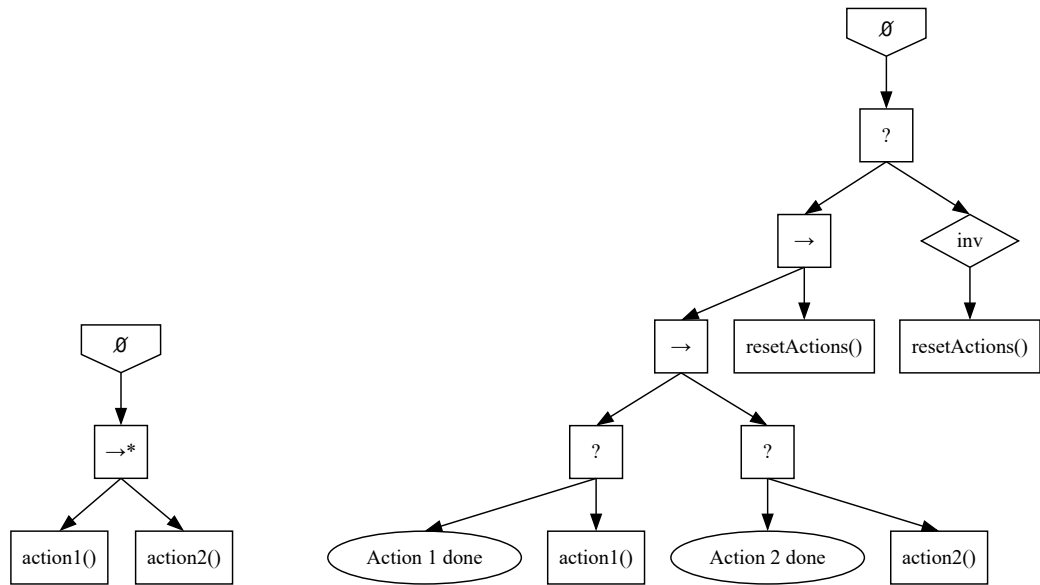 ∅
?
→
inv
∅
→
resetActions()
resetActions()
→*
?
?
action1()
action2()
Action 1 done
action1()
Action 2 done
action2()